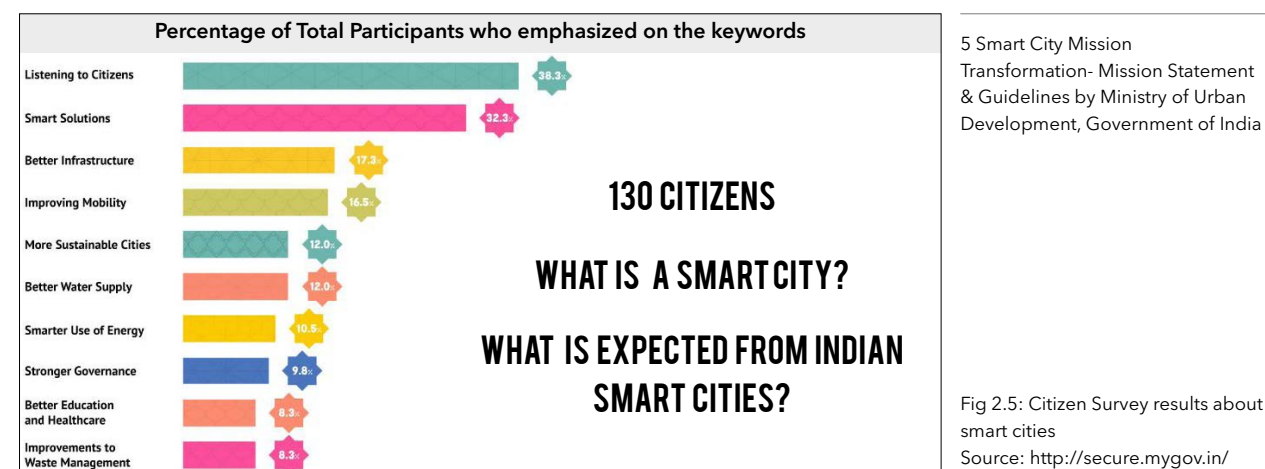 Percentage of Total Participants who emphasized on the keywords
Listening to Citizens
38.3%
Smart Solutions
32.3%
Better Infrastructure
17.3%
Improving Mobility
16.5%
More Sustainable Cities
12.0%
Better Water Supply
12.0%
Smarter Use of Energy
10.5%
Stronger Governance
9.8%
Better Education
and Healthcare
8.3%
Improvements to
Waste Management
8.3%
130 CITIZENS
WHAT IS A SMART CITY?
WHAT IS EXPECTED FROM INDIAN
SMART CITIES?
5 Smart City Mission
Transformation- Mission Statement
& Guidelines by Ministry of Urban
Development, Government of India
Fig 2.5: Citizen Survey results about
smart cities
Source: http://secure.mygov.in/